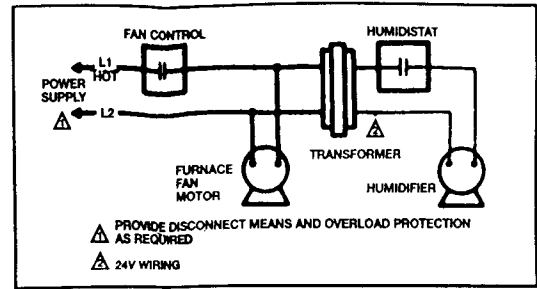 FAN CONTROL
HUMIDISTAT
L1
HOT
POWER
SUPPLY
1
L2
2
TRANSFORMER
FURNACE
FAN
MOTOR
HUMIDIFIER
1 PROVIDE DISCONNECT MEANS AND OVERLOAD PROTECTION
AS REQUIRED
2 24V WIRING